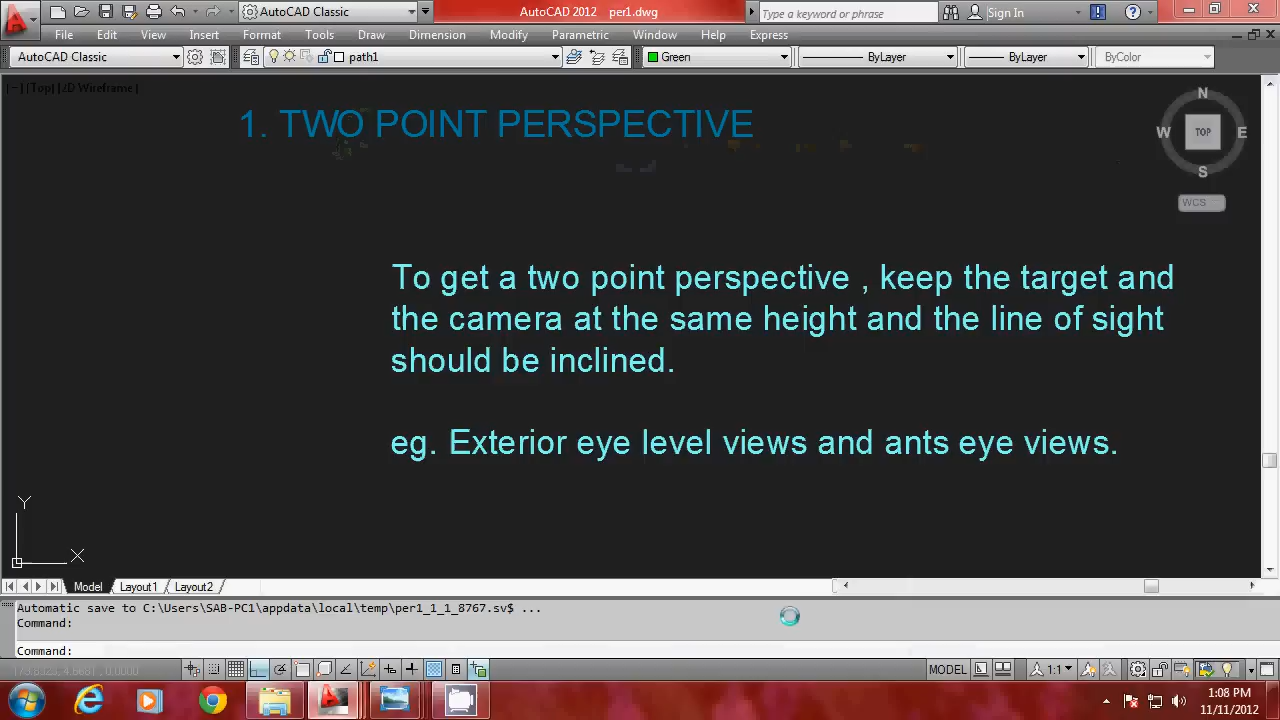 AutoCAD Classic
AutoCAD 2012 per1.dwg
Type a keyword or phrase
Sign In
File Edit View Insert Format Tools Draw Dimension Modify Parametric Window Help Express
AutoCAD Classic
path1
Green
ByLayer
ByLayer
ByColor
[−] [Top] [2D Wireframe]
1. TWO POINT PERSPECTIVE
N
W TOP E
S
WCS
To get a two point perspective , keep the target and
the camera at the same height and the line of sight
should be inclined.
eg. Exterior eye level views and ants eye views.
Y
X
Model Layout1 Layout2
Automatic save to C:\Users\SAB-PC1\appdata\local\temp\per1_1_1_8767.sv$ ...
Command:
Command:
MODEL
1:1
1:08 PM
11/11/2012